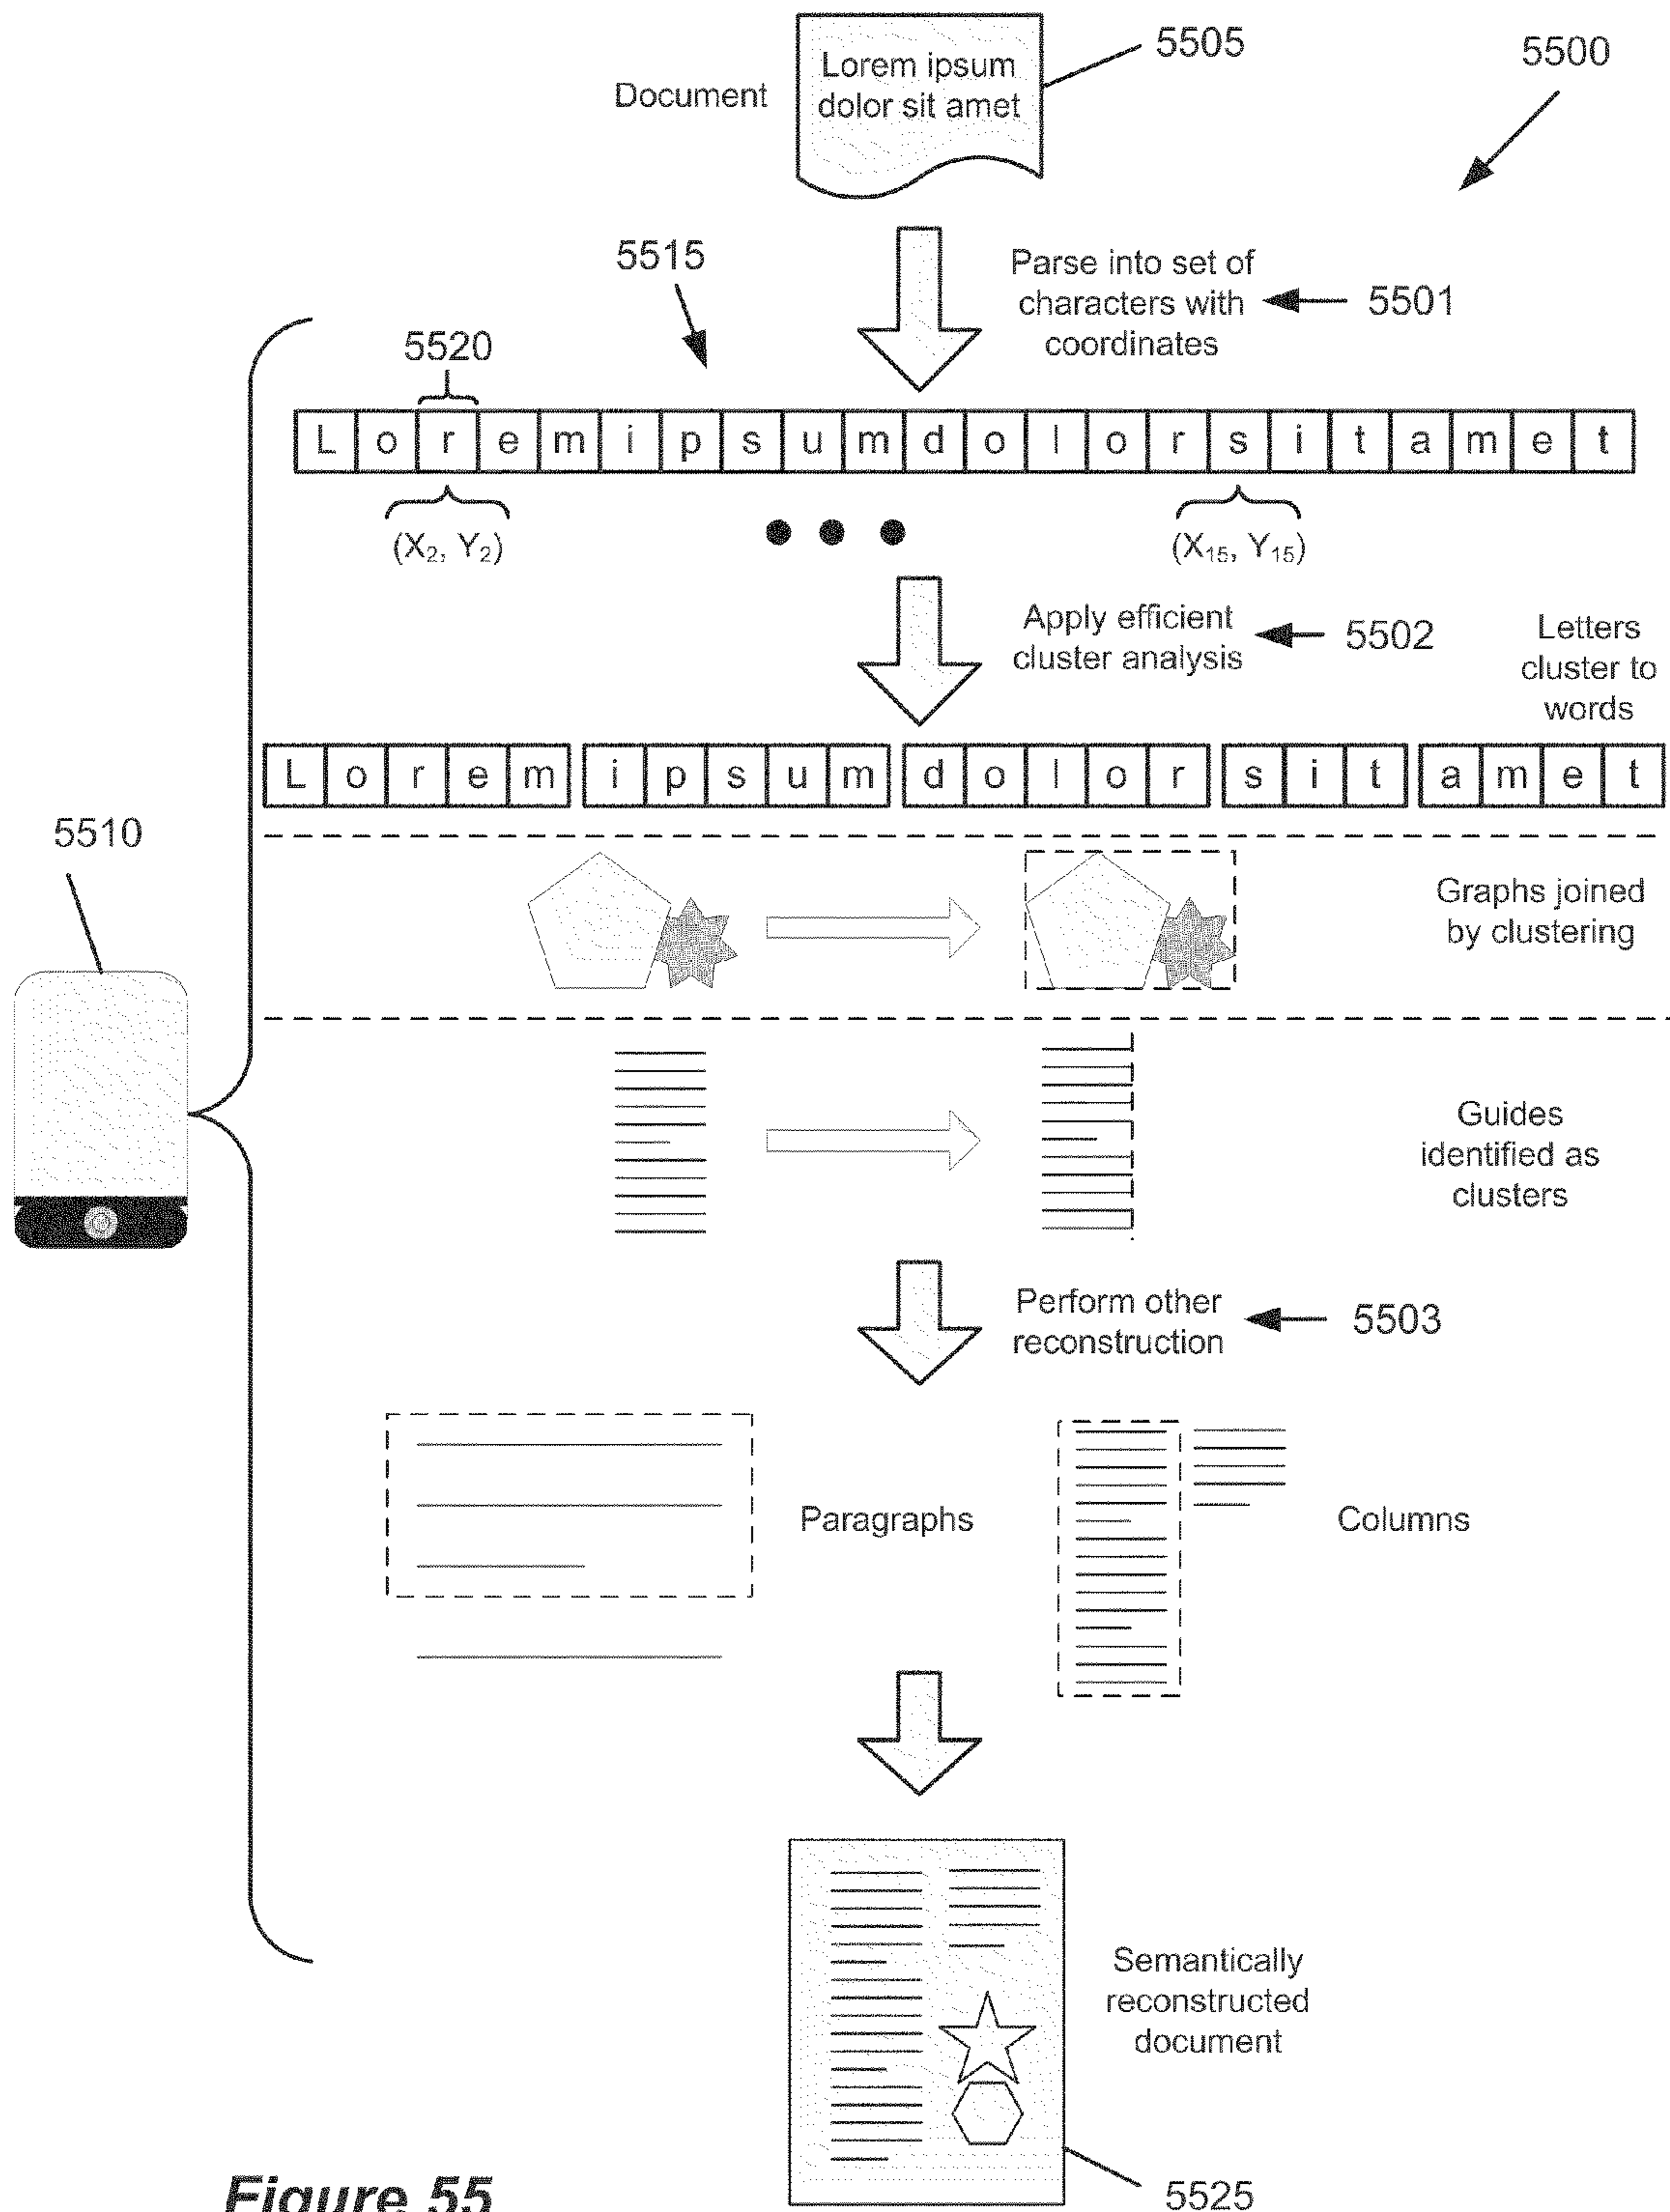 5505
5500
Lorem ipsum
dolor sit amet
Document
5515
Parse into set of
characters with
coordinates
5501
5520
L o r e m i p s u m d o l o r s i t a m e t
(X2, Y2)
(X15, Y15)
Apply efficient
cluster analysis
5502
Letters
cluster to
words
L o r e m i p s u m d o l o r s i t a m e t
5510
Graphs joined
by clustering
Guides
identified as
clusters
Perform other
reconstruction
5503
Paragraphs
Columns
Semantically
reconstructed
document
5525
Figure 55